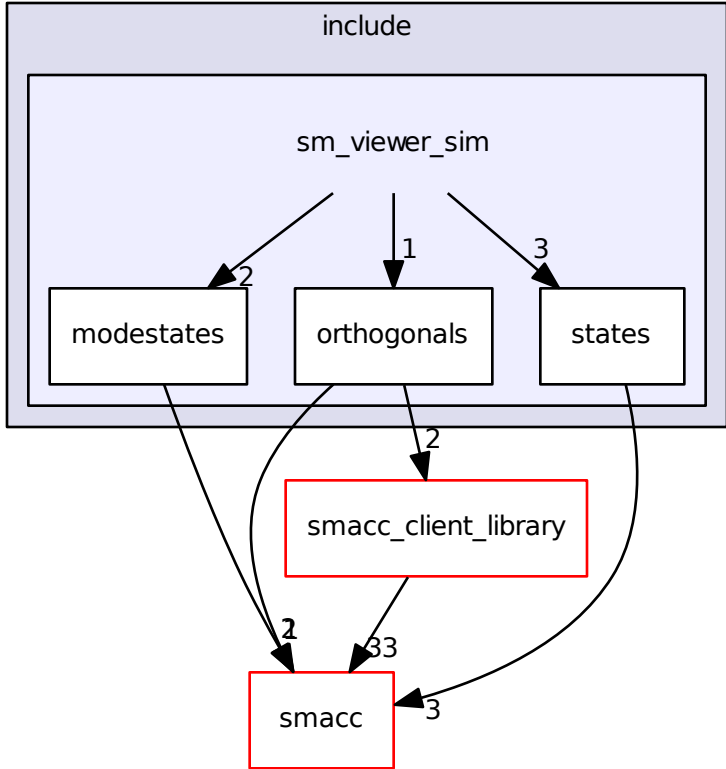 include
sm_viewer_sim
1
3
2
modestates
orthogonals
states
2
smacc_client_library
2
1
33
3
smacc